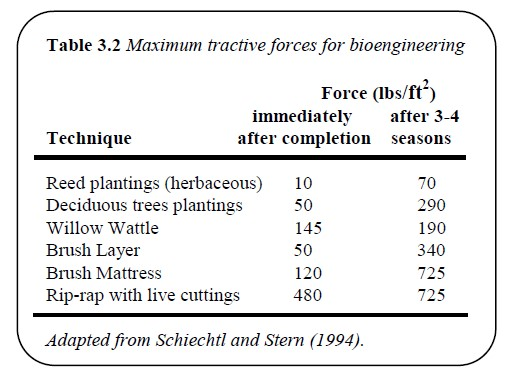 Table 3.2 Maximum tractive forces for bioengineering
Force (lbs/ft²)
immediately after 3-4
Technique after completion seasons
Reed plantings (herbaceous) 10 70
Deciduous trees plantings 50 290
Willow Wattle 145 190
Brush Layer 50 340
Brush Mattress 120 725
Rip-rap with live cuttings 480 725
Adapted from Schiechtl and Stern (1994).